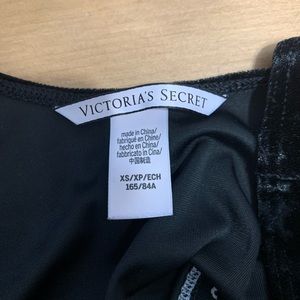 VICTORIA'S SECRET
made in China/
fabriqué en Chine/
hecho en China/
fabbricato in Cina/
中国制造
XS/XP/ECH
165/84A